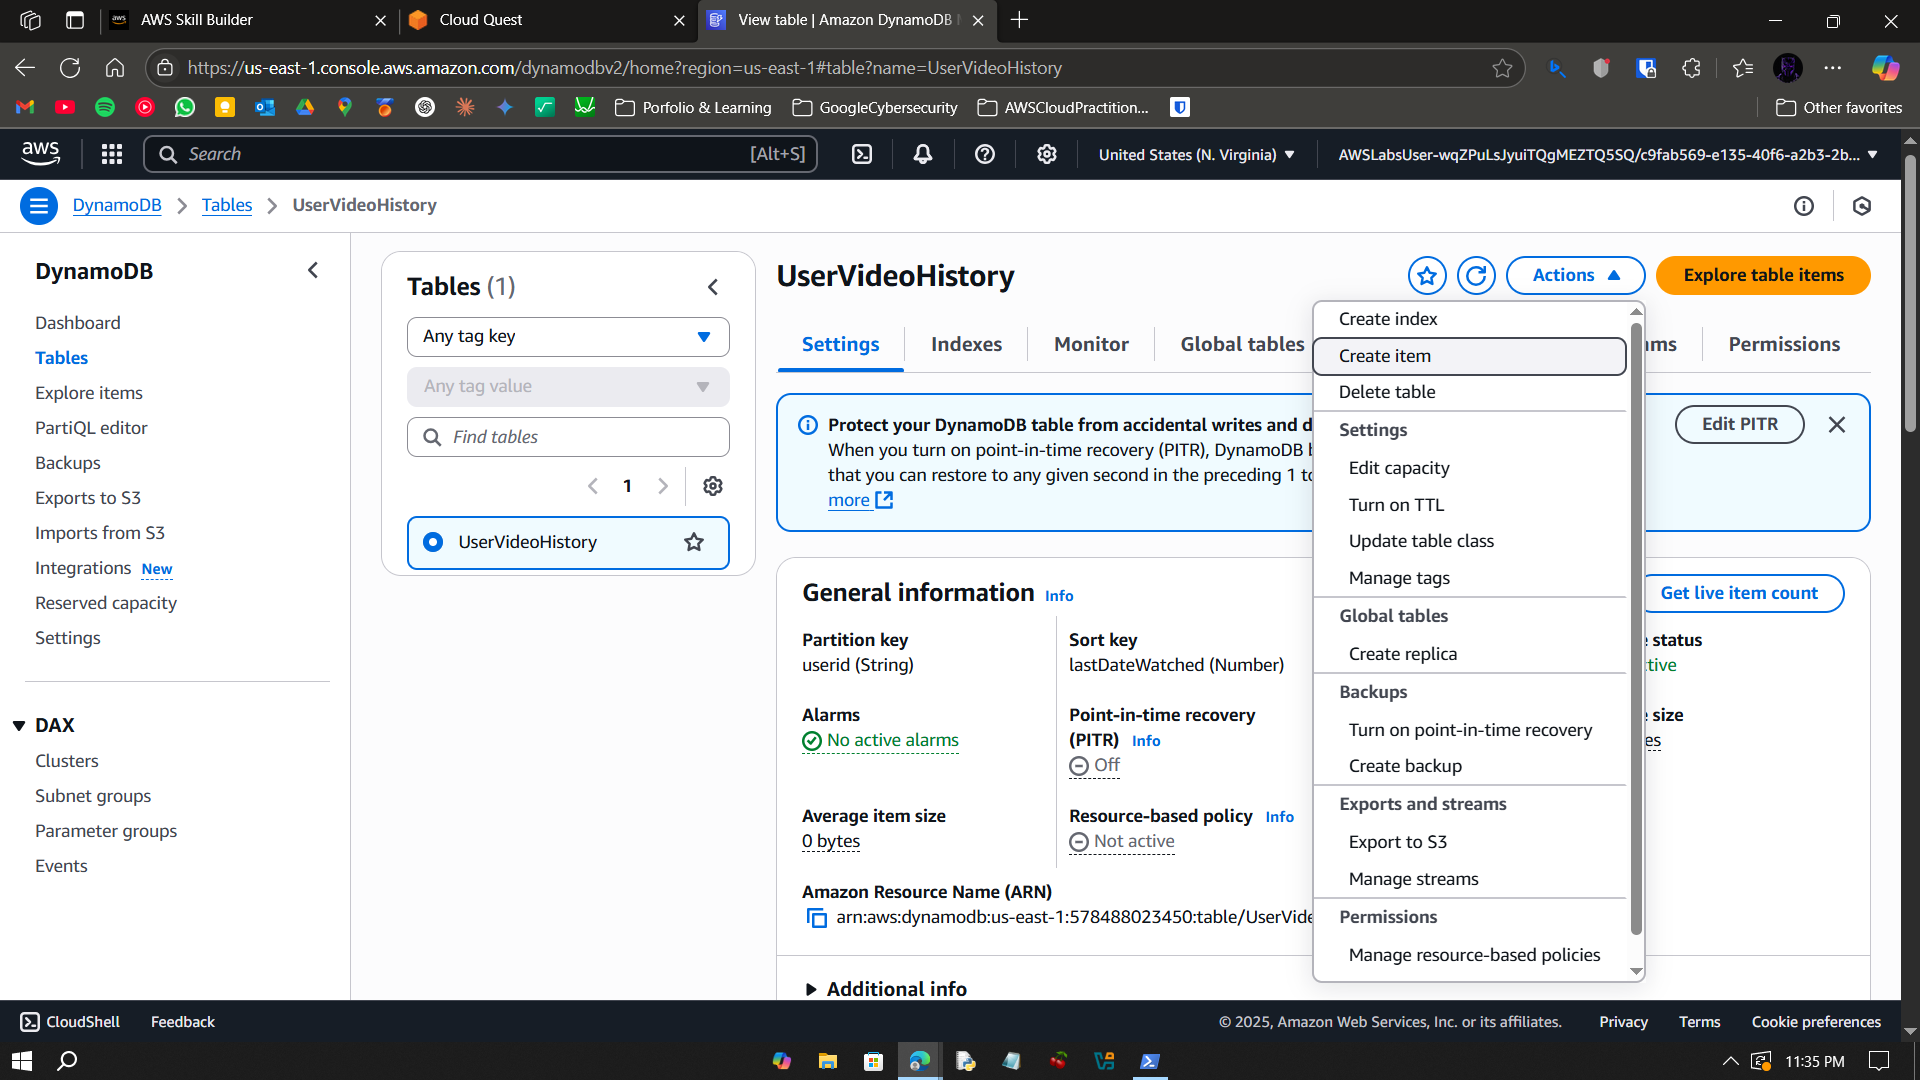 AWS Skill Builder
Cloud Quest
View table | Amazon DynamoDB
https://us-east-1.console.aws.amazon.com/dynamodbv2/home?region=us-east-1#table?name=UserVideoHistory
Porfolio & Learning
GoogleCybersecurity
AWSCloudPractition...
Other favorites
aws
Search
[Alt+S]
United States (N. Virginia)
AWSLabsUser-wqZPuLsJyuiTQgMEZTQ5SQ/c9fab569-e135-40f6-a2b3-2b...
DynamoDB
Tables
UserVideoHistory
DynamoDB
Dashboard
Tables
Explore items
PartiQL editor
Backups
Exports to S3
Imports from S3
Integrations New
Reserved capacity
Settings
DAX
Clusters
Subnet groups
Parameter groups
Events
Tables (1)
Any tag key
Any tag value
Find tables
1
UserVideoHistory
UserVideoHistory
Actions
Explore table items
Settings
Indexes
Monitor
Global tables
ms
Permissions
Protect your DynamoDB table from accidental writes and d
When you turn on point-in-time recovery (PITR), DynamoDB b
that you can restore to any given second in the preceding 1 to
more
Edit PITR
General information Info
Get live item count
Partition key
userid (String)
Sort key
lastDateWatched (Number)
status
tive
Alarms
No active alarms
Point-in-time recovery
(PITR) Info
Off
size
es
Average item size
0 bytes
Resource-based policy Info
Not active
Amazon Resource Name (ARN)
arn:aws:dynamodb:us-east-1:578488023450:table/UserVide
Additional info
Create index
Create item
Delete table
Settings
Edit capacity
Turn on TTL
Update table class
Manage tags
Global tables
Create replica
Backups
Turn on point-in-time recovery
Create backup
Exports and streams
Export to S3
Manage streams
Permissions
Manage resource-based policies
CloudShell
Feedback
© 2025, Amazon Web Services, Inc. or its affiliates.
Privacy
Terms
Cookie preferences
11:35 PM